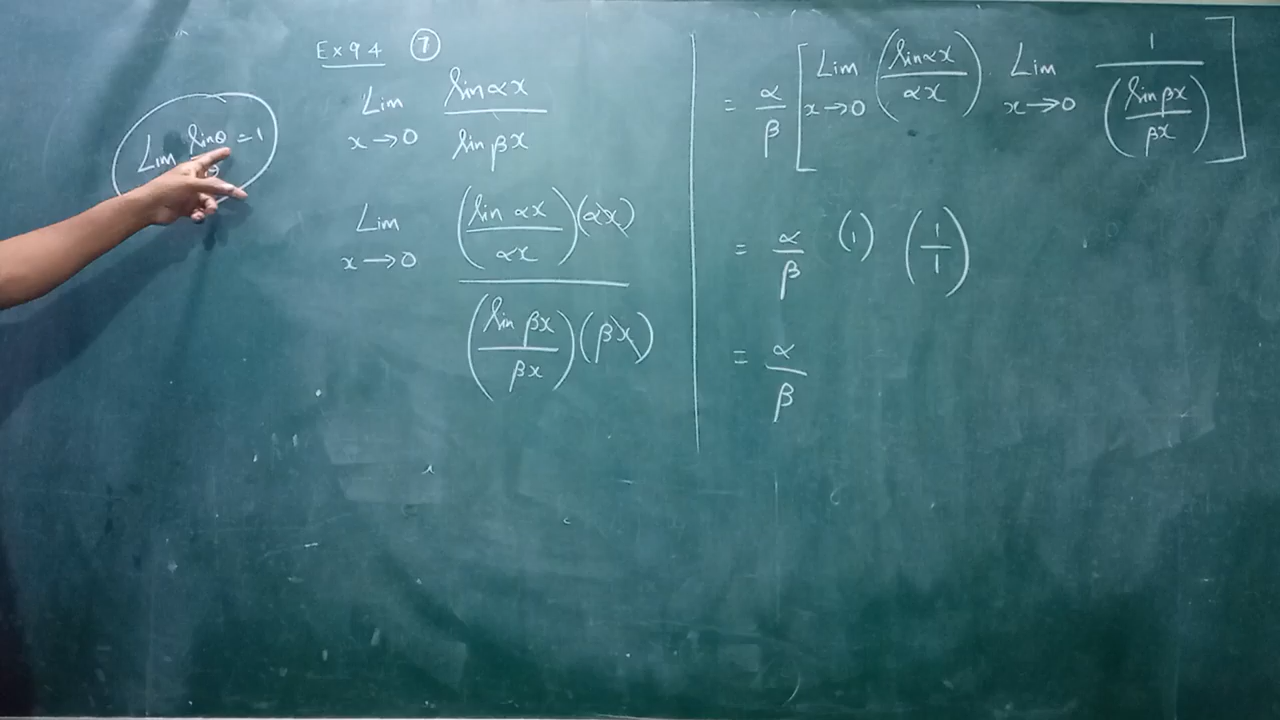 Ex 9 4 ⑦
Lim sinθ = 1
Lim x→0 sin αx / sin βx
Lim x→0 (sin αx / αx)(αx) / (sin βx / βx)(βx)
= α/β [Lim x→0 (sin αx / αx) . Lim x→0 1 / (sin βx / βx)]
= α/β (1) (1/1)
= α/β